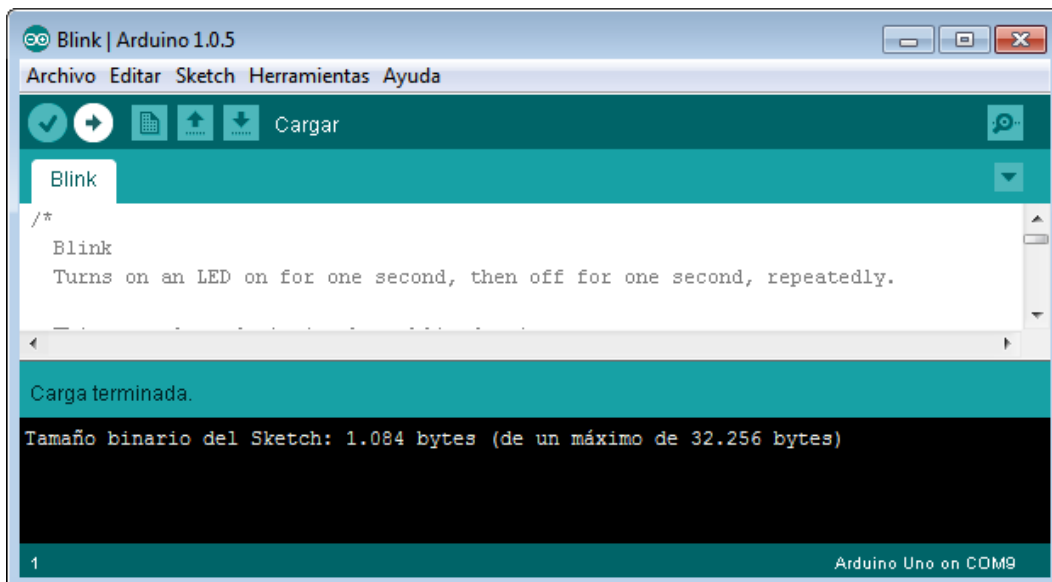 Blink | Arduino 1.0.5
Archivo Editar Sketch Herramientas Ayuda
Cargar
Blink
/*
Blink
Turns on an LED on for one second, then off for one second, repeatedly.
Carga terminada.
Tamaño binario del Sketch: 1.084 bytes (de un máximo de 32.256 bytes)
1
Arduino Uno on COM9